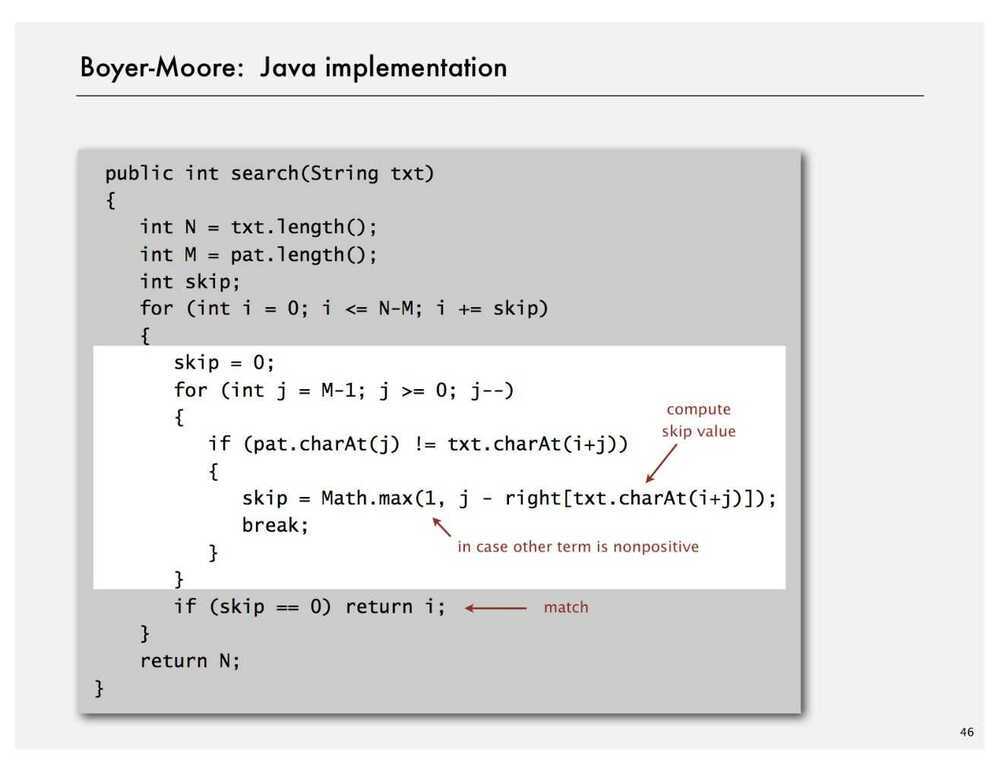 Boyer-Moore: Java implementation
public int search(String txt)
{
int N = txt.length();
int M = pat.length();
int skip;
for (int i = 0; i <= N-M; i += skip)
{
skip = 0;
for (int j = M-1; j >= 0; j--)
{
compute
skip value
if (pat.charAt(j) != txt.charAt(i+j))
{
skip = Math.max(1, j - right[txt.charAt(i+j)]);
break;
in case other term is nonpositive
}
}
if (skip == 0) return i;
match
}
return N;
}
46